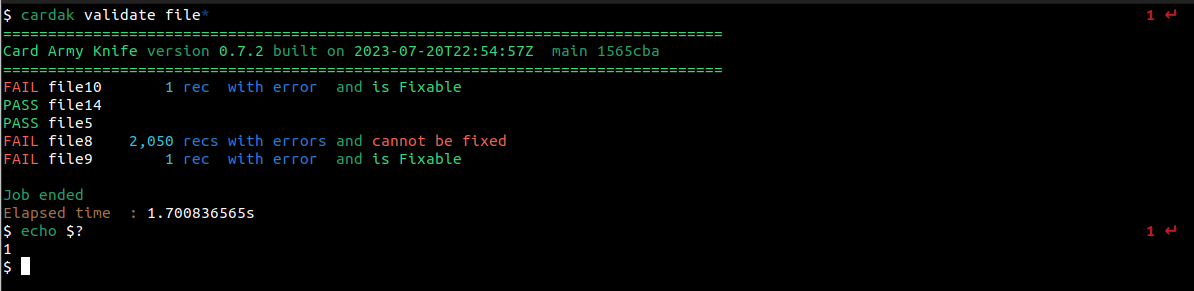 $ cardak validate file* 1 ↵
================================================================================
Card Army Knife version 0.7.2 built on 2023-07-20T22:54:57Z  main 1565cba
================================================================================
FAIL file10       1 rec  with error  and is Fixable
PASS file14
PASS file5
FAIL file8    2,050 recs with errors and cannot be fixed
FAIL file9        1 rec  with error  and is Fixable
Job ended
Elapsed time  : 1.700836565s
$ echo $? 1 ↵
1
$